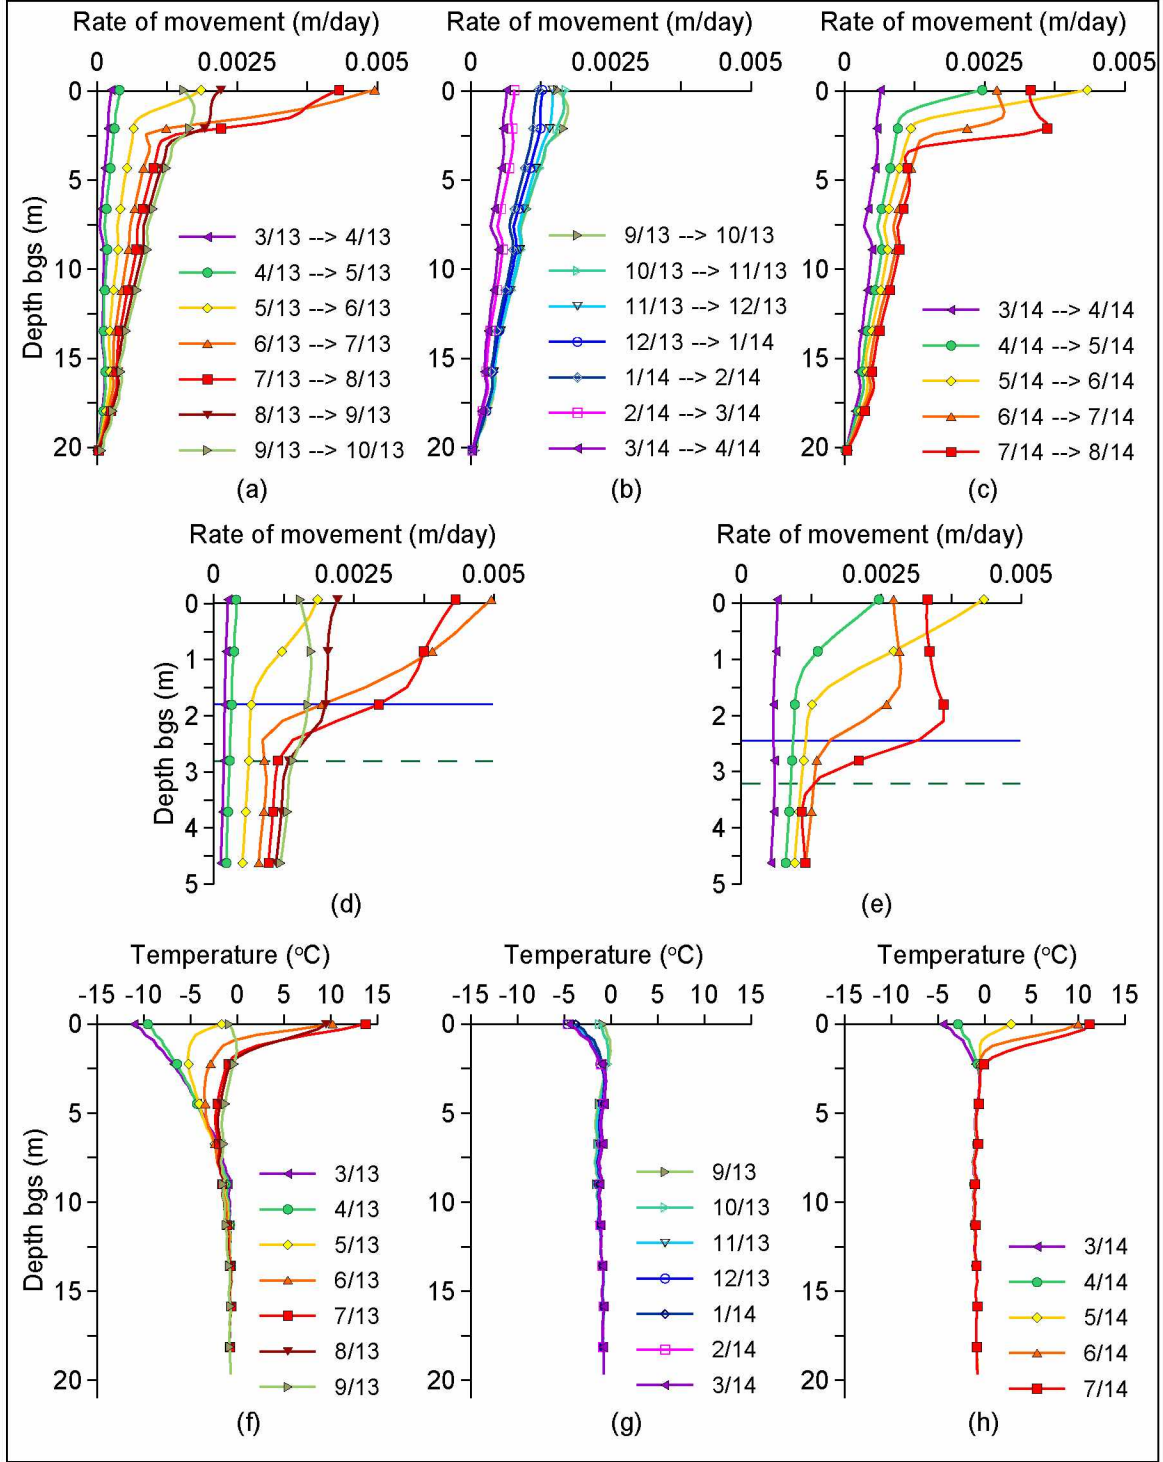 Rate of movement (m/day) Rate of movement (m/day) Rate of movement (m/day)
0 0.0025 0.005 0 0.0025 0.005 0 0.0025 0.005
Depth bgs (m)
0 5 10 15 20
3/13 --> 4/13
4/13 --> 5/13
5/13 --> 6/13
6/13 --> 7/13
7/13 --> 8/13
8/13 --> 9/13
9/13 --> 10/13
(a)
0 5 10 15 20
9/13 --> 10/13
10/13 --> 11/13
11/13 --> 12/13
12/13 --> 1/14
1/14 --> 2/14
2/14 --> 3/14
3/14 --> 4/14
(b)
0 5 10 15 20
3/14 --> 4/14
4/14 --> 5/14
5/14 --> 6/14
6/14 --> 7/14
7/14 --> 8/14
(c)
Rate of movement (m/day) Rate of movement (m/day)
0 0.0025 0.005 0 0.0025 0.005
Depth bgs (m)
0 1 2 3 4 5
(d)
Depth bgs (m)
0 1 2 3 4 5
(e)
Temperature (°C) Temperature (°C) Temperature (°C)
-15 -10 -5 0 5 10 15 -15 -10 -5 0 5 10 15 -15 -10 -5 0 5 10 15
Depth bgs (m)
0 5 10 15 20
3/13
4/13
5/13
6/13
7/13
8/13
9/13
(f)
0 5 10 15 20
9/13
10/13
11/13
12/13
1/14
2/14
3/14
(g)
0 5 10 15 20
3/14
4/14
5/14
6/14
7/14
(h)